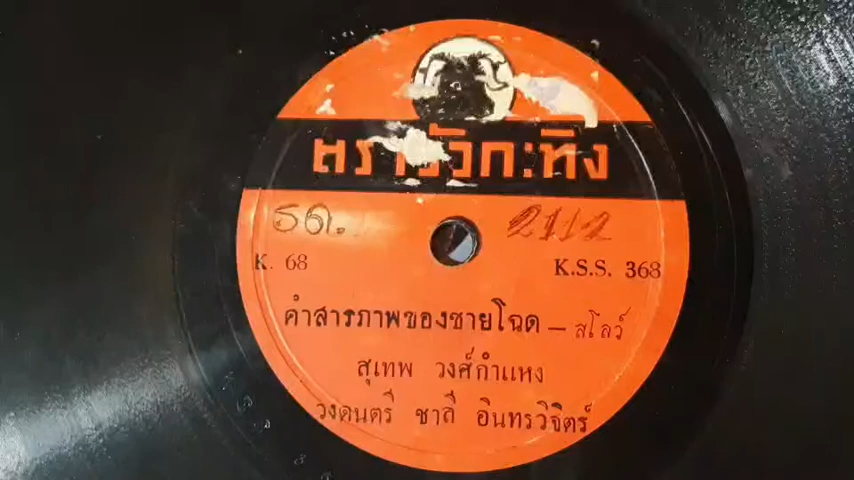 ตราวัวกะทิง
ธด. 2112
K. 68 K.S.S. 368
คำสารภาพของชายโฉด — สโลว์
สุเทพ วงศ์กำแหง
วงดนตรี ชาลี อินทรวิจิตร์